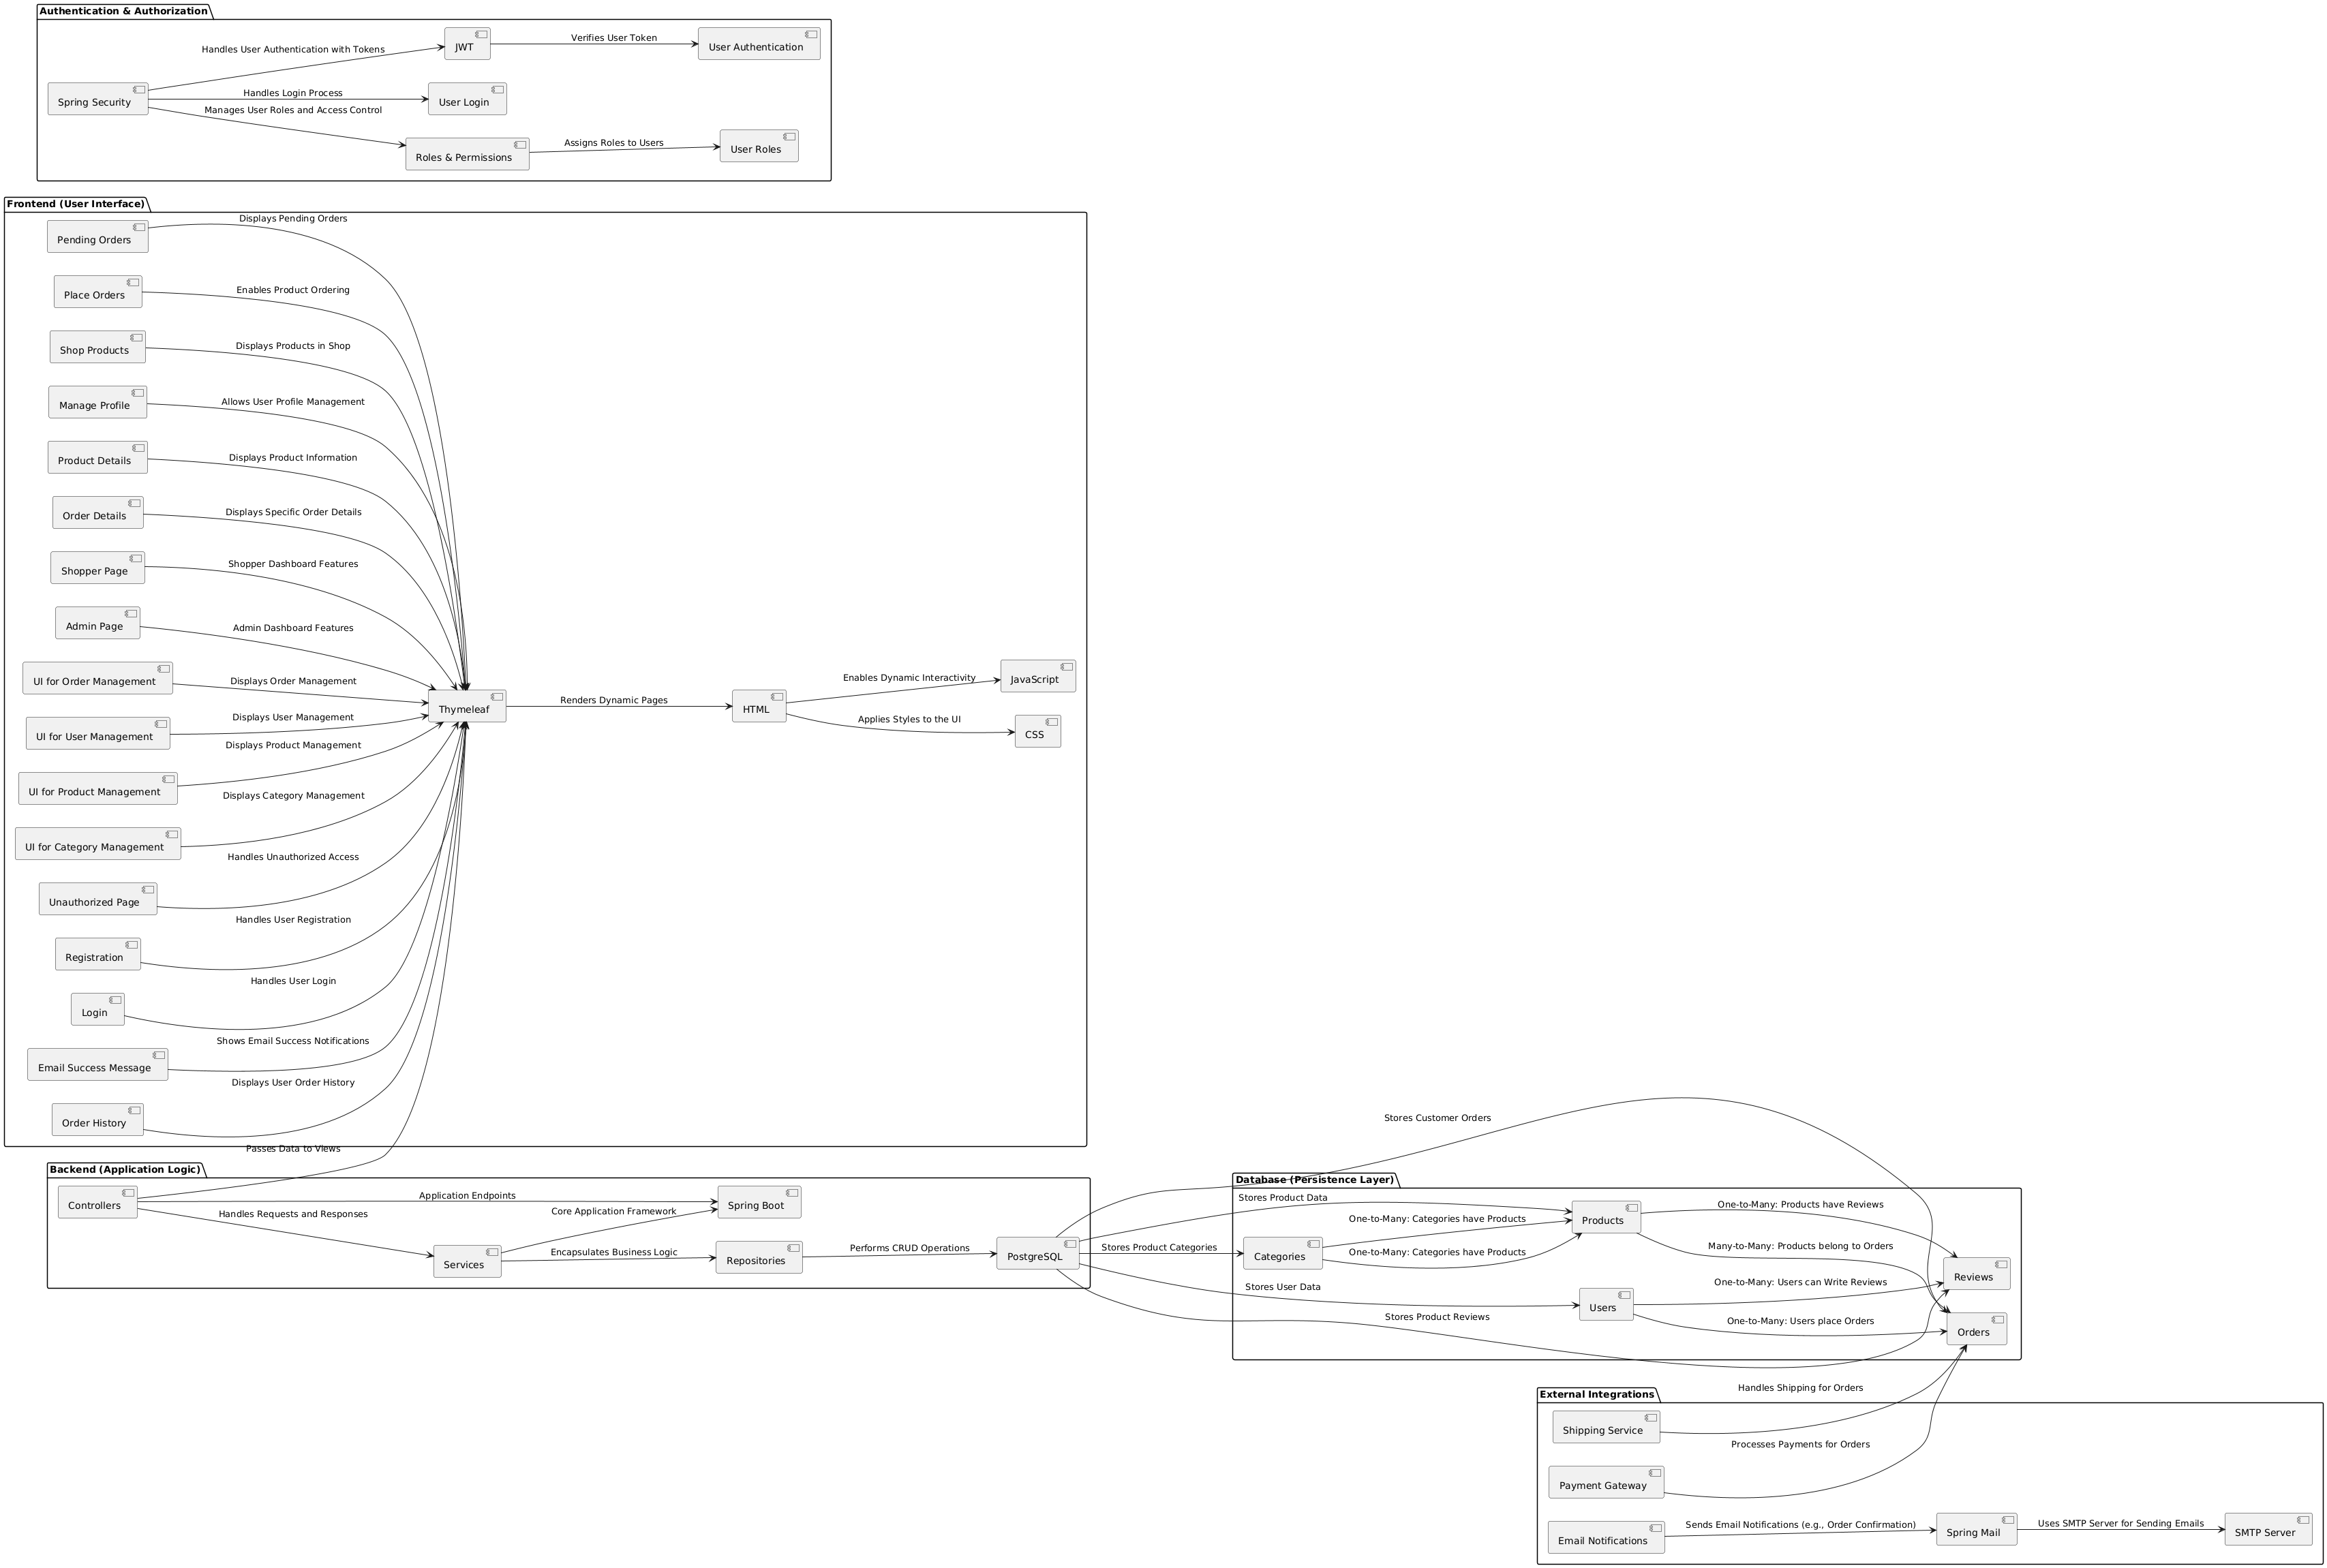 Authentication & Authorization
Handles User Authentication with Tokens
JWT
Verifies User Token
User Authentication
Spring Security
Handles Login Process
User Login
Manages User Roles and Access Control
Roles & Permissions
Assigns Roles to Users
User Roles
Frontend (User Interface)
Pending Orders
Displays Pending Orders
Place Orders
Enables Product Ordering
Shop Products
Displays Products in Shop
Manage Profile
Allows User Profile Management
Product Details
Displays Product Information
Order Details
Displays Specific Order Details
Shopper Page
Shopper Dashboard Features
Admin Page
Admin Dashboard Features
UI for Order Management
Displays Order Management
UI for User Management
Displays User Management
UI for Product Management
Displays Product Management
UI for Category Management
Displays Category Management
Unauthorized Page
Handles Unauthorized Access
Registration
Handles User Registration
Login
Handles User Login
Email Success Message
Shows Email Success Notifications
Order History
Displays User Order History
Thymeleaf
Renders Dynamic Pages
HTML
Enables Dynamic Interactivity
JavaScript
Applies Styles to the UI
CSS
Passes Data to Views
Backend (Application Logic)
Controllers
Application Endpoints
Spring Boot
Handles Requests and Responses
Core Application Framework
Services
Encapsulates Business Logic
Repositories
Performs CRUD Operations
PostgreSQL
Stores Customer Orders
Database (Persistence Layer)
Stores Product Data
Stores Product Categories
Stores User Data
Stores Product Reviews
Categories
One-to-Many: Categories have Products
One-to-Many: Categories have Products
Products
One-to-Many: Products have Reviews
Many-to-Many: Products belong to Orders
Users
One-to-Many: Users can Write Reviews
One-to-Many: Users place Orders
Reviews
Orders
External Integrations
Handles Shipping for Orders
Shipping Service
Processes Payments for Orders
Payment Gateway
Email Notifications
Sends Email Notifications (e.g., Order Confirmation)
Spring Mail
Uses SMTP Server for Sending Emails
SMTP Server